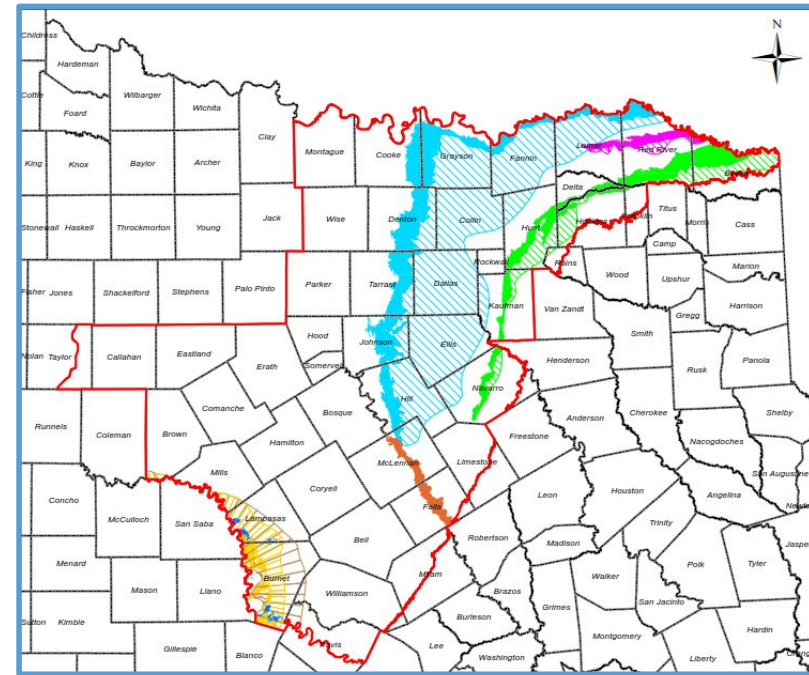 N
Childress
Hardeman
Cottle
Wilbarger
Wichita
Foard
Clay
Montague
Cooke
Grayson
Fannin
Lamar
Red River
Bowie
King
Knox
Baylor
Archer
Delta
Titus
Morris
Cass
Jack
Wise
Denton
Collin
Hunt
Hopkins
Franklin
Stonewall
Haskell
Throckmorton
Young
Camp
Rockwall
Rains
Wood
Upshur
Marion
Fisher
Jones
Shackelford
Stephens
Palo Pinto
Parker
Tarrant
Dallas
Kaufman
Van Zandt
Gregg
Harrison
Hood
Johnson
Ellis
Smith
Nolan
Taylor
Callahan
Eastland
Erath
Somervell
Henderson
Rusk
Panola
Navarro
Hill
Bosque
Comanche
Anderson
Cherokee
Shelby
Runnels
Coleman
Brown
Hamilton
Freestone
Nacogdoches
McLennan
Limestone
San Augustine
Mills
Coryell
Falls
Leon
Houston
Angelina
Concho
McCulloch
San Saba
Lampasas
Bell
Robertson
Madison
Trinity
Menard
Burnet
Milam
Walker
Polk
Tyler
Jasper
Mason
Llano
Williamson
Brazos
Grimes
San Jacinto
Sutton
Kimble
Burleson
Montgomery
Hardin
Gillespie
Blanco
Travis
Lee
Washington
Liberty